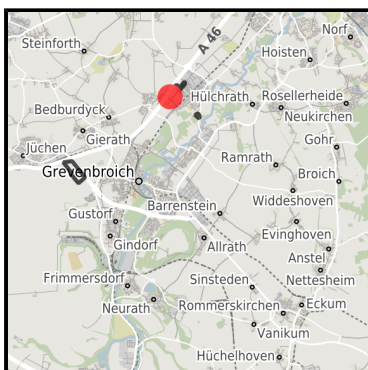 Norf
A 46
Steinforth
Hoisten
Hülchrath
Rosellerheide
Bedburdyck
Neukirchen
Gierath
Gohr
Jüchen
Ramrath
Grevenbroich
Broich
Widdeshoven
Barrenstein
Gustorf
Evinghoven
Gindorf
Allrath
Anstel
Frimmersdorf
Sinsteden
Nettesheim
Neurath
Rommerskirchen
Eckum
Vanikum
Hüchelhoven